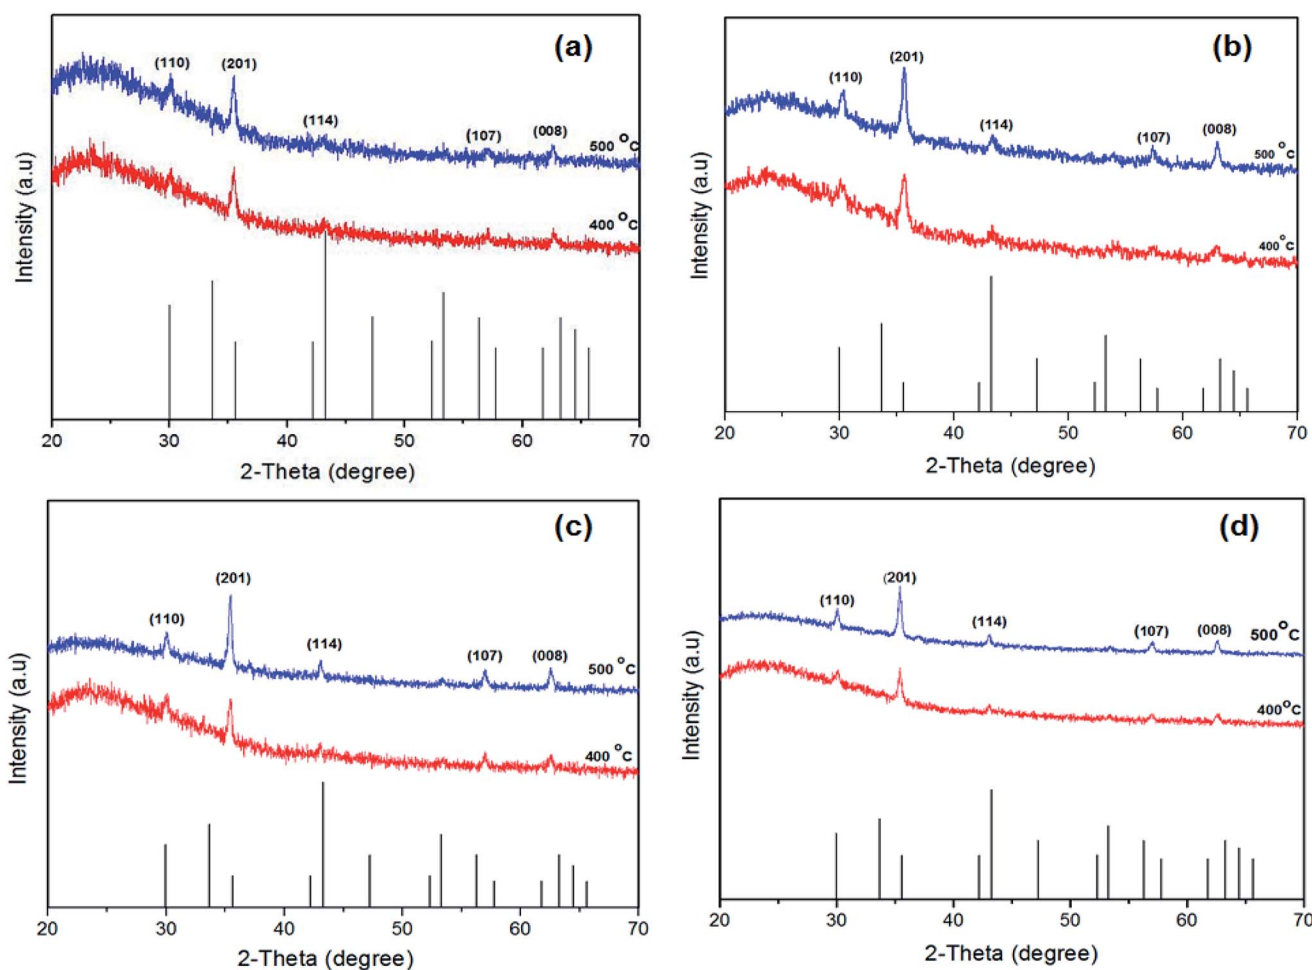 (a)
(110)
(201)
(114)
(107)
(008)
500 °C
400 °C
Intensity (a.u)
20
30
40
50
60
70
2-Theta (degree)
(b)
(110)
(201)
(114)
(107)
(008)
500 °C
400 °C
Intensity (a.u)
20
30
40
50
60
70
2-Theta (degree)
(c)
(110)
(201)
(114)
(107)
(008)
500 °C
400 °C
Intensity (a.u)
20
30
40
50
60
70
2-Theta (degree)
(d)
(110)
(201)
(114)
(107)
(008)
500°C
400°C
Intensity (a.u)
20
30
40
50
60
70
2-Theta (degree)